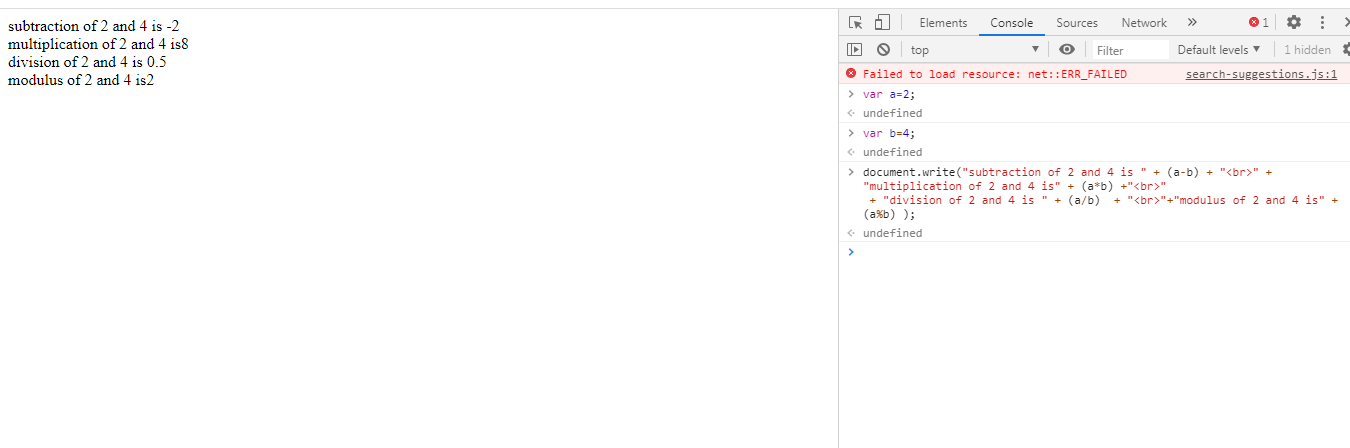 subtraction of 2 and 4 is -2
multiplication of 2 and 4 is8
division of 2 and 4 is 0.5
modulus of 2 and 4 is2
Elements Console Sources Network » 1
top Filter Default levels 1 hidden
Failed to load resource: net::ERR_FAILED search-suggestions.js:1
> var a=2;
undefined
> var b=4;
undefined
> document.write("subtraction of 2 and 4 is " + (a-b) + "<br>" +
"multiplication of 2 and 4 is" + (a*b) +"<br>"
+ "division of 2 and 4 is " + (a/b)  + "<br>"+"modulus of 2 and 4 is" +
(a%b) );
undefined
>